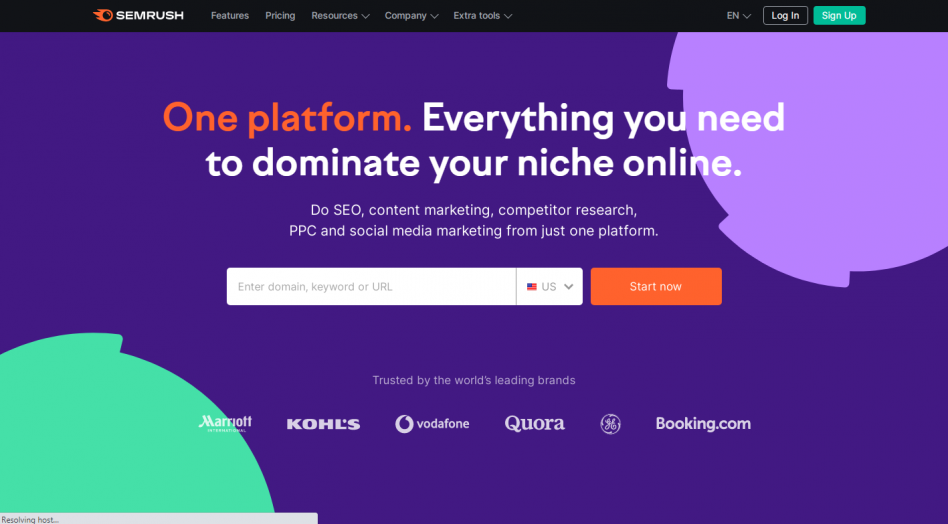 SEMRUSH Features Pricing Resources Company Extra tools EN Log In Sign Up
One platform. Everything you need
to dominate your niche online.
Do SEO, content marketing, competitor research,
PPC and social media marketing from just one platform.
Enter domain, keyword or URL US Start now
Trusted by the world's leading brands
Marriott INTERNATIONAL KOHL'S vodafone Quora GE Booking.com
Resolving host...